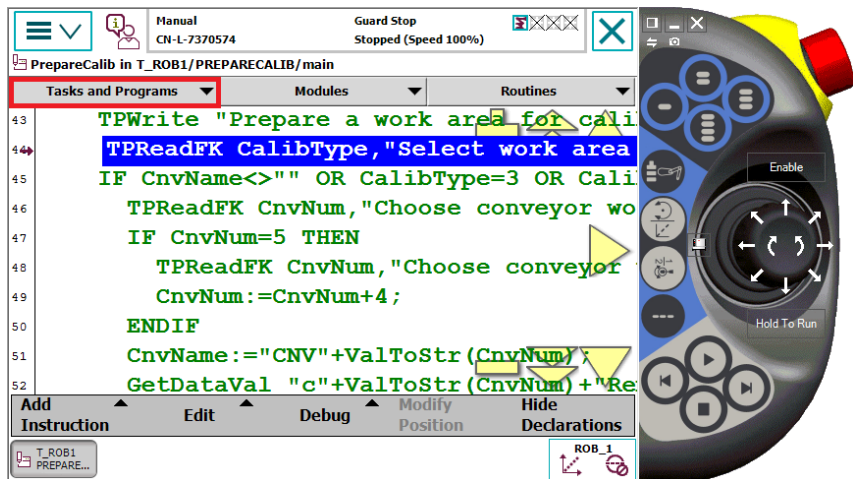 Manual
CN-L-7370574
Guard Stop
Stopped (Speed 100%)
PrepareCalib in T_ROB1/PREPARECALIB/main
Tasks and Programs
Modules
Routines
43 TPWrite "Prepare a work area for cali
44 TPReadFK CalibType,"Select work area
45 IF CnvName<>"" OR CalibType=3 OR Cali
46 TPReadFK CnvNum,"Choose conveyor wo
47 IF CnvNum=5 THEN
48 TPReadFK CnvNum,"Choose conveyor
49 CnvNum:=CnvNum+4;
50 ENDIF
51 CnvName:="CNV"+ValToStr(CnvNum);
52 GetDataVal "c"+ValToStr(CnvNum)+"Re
Add
Instruction
Edit
Debug
Modify
Position
Hide
Declarations
T_ROB1
PREPARE...
ROB_1
Enable
Hold To Run